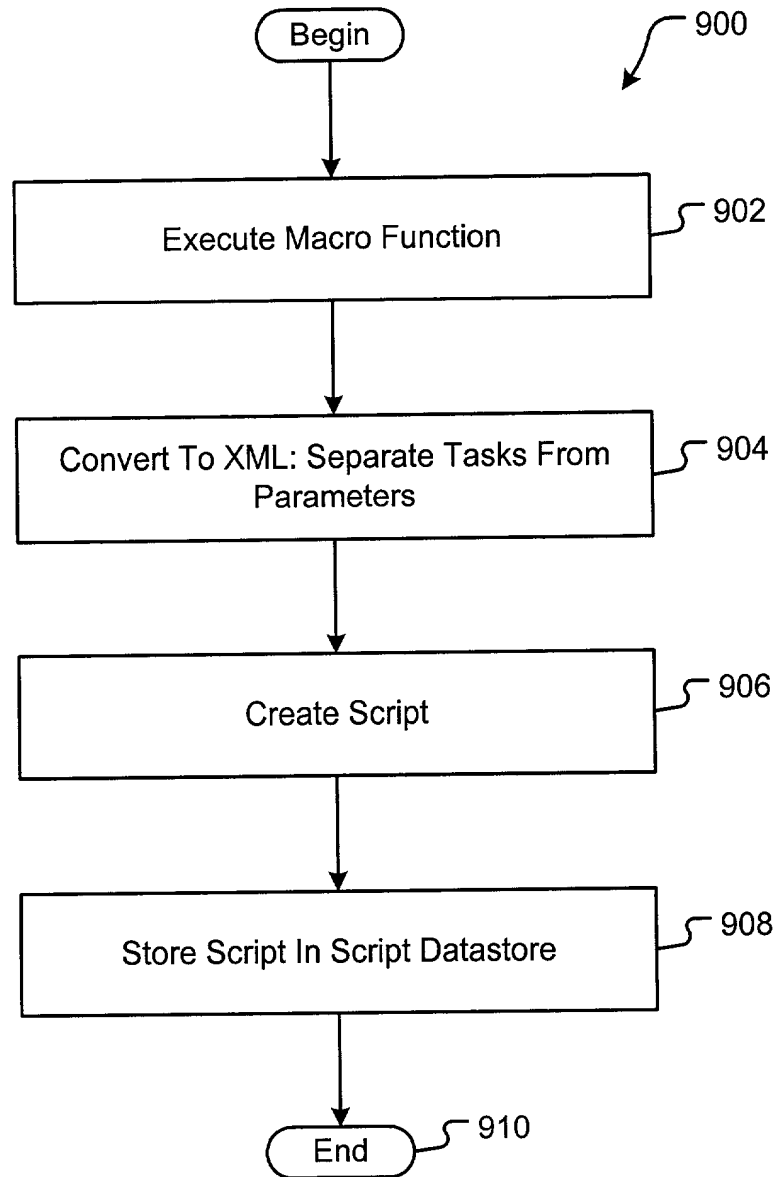 Begin
900
Execute Macro Function
902
Convert To XML: Separate Tasks From
Parameters
904
Create Script
906
Store Script In Script Datastore
908
End
910